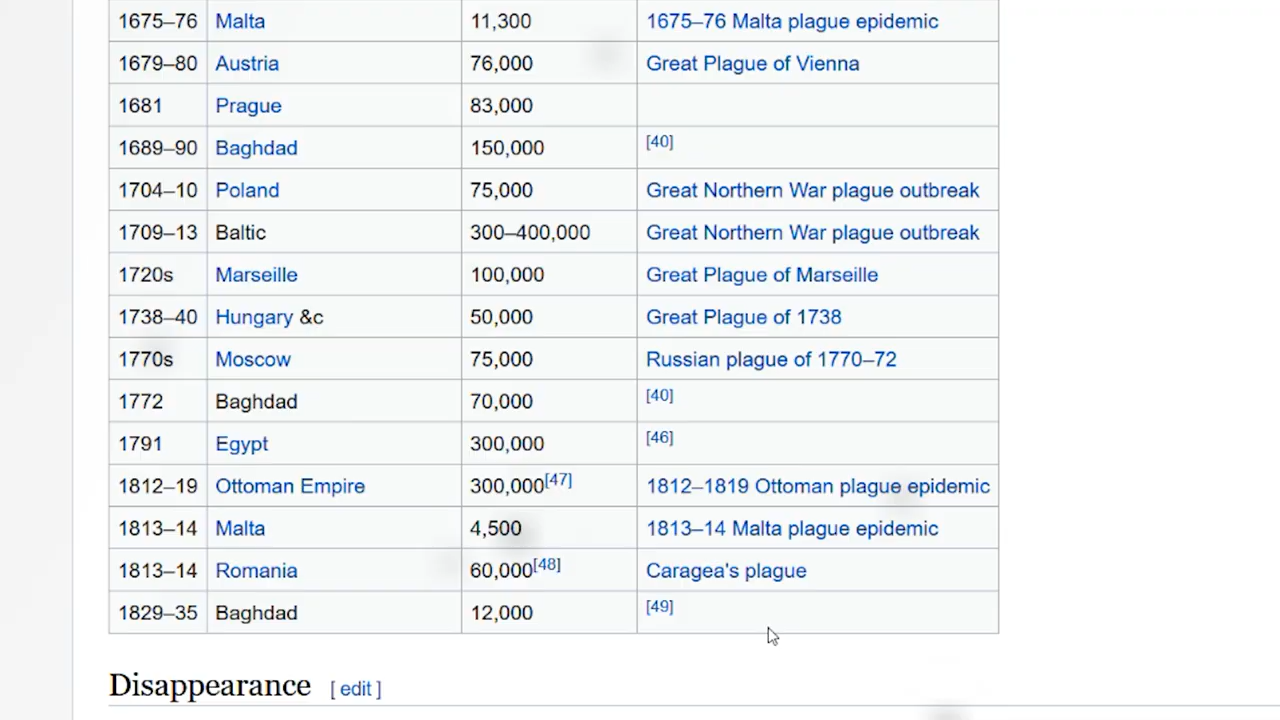 1675–76 Malta 11,300 1675–76 Malta plague epidemic
1679–80 Austria 76,000 Great Plague of Vienna
1681 Prague 83,000
1689–90 Baghdad 150,000 [40]
1704–10 Poland 75,000 Great Northern War plague outbreak
1709–13 Baltic 300–400,000 Great Northern War plague outbreak
1720s Marseille 100,000 Great Plague of Marseille
1738–40 Hungary &c 50,000 Great Plague of 1738
1770s Moscow 75,000 Russian plague of 1770–72
1772 Baghdad 70,000 [40]
1791 Egypt 300,000 [46]
1812–19 Ottoman Empire 300,000[47] 1812–1819 Ottoman plague epidemic
1813–14 Malta 4,500 1813–14 Malta plague epidemic
1813–14 Romania 60,000[48] Caragea's plague
1829–35 Baghdad 12,000 [49]
Disappearance [ edit ]